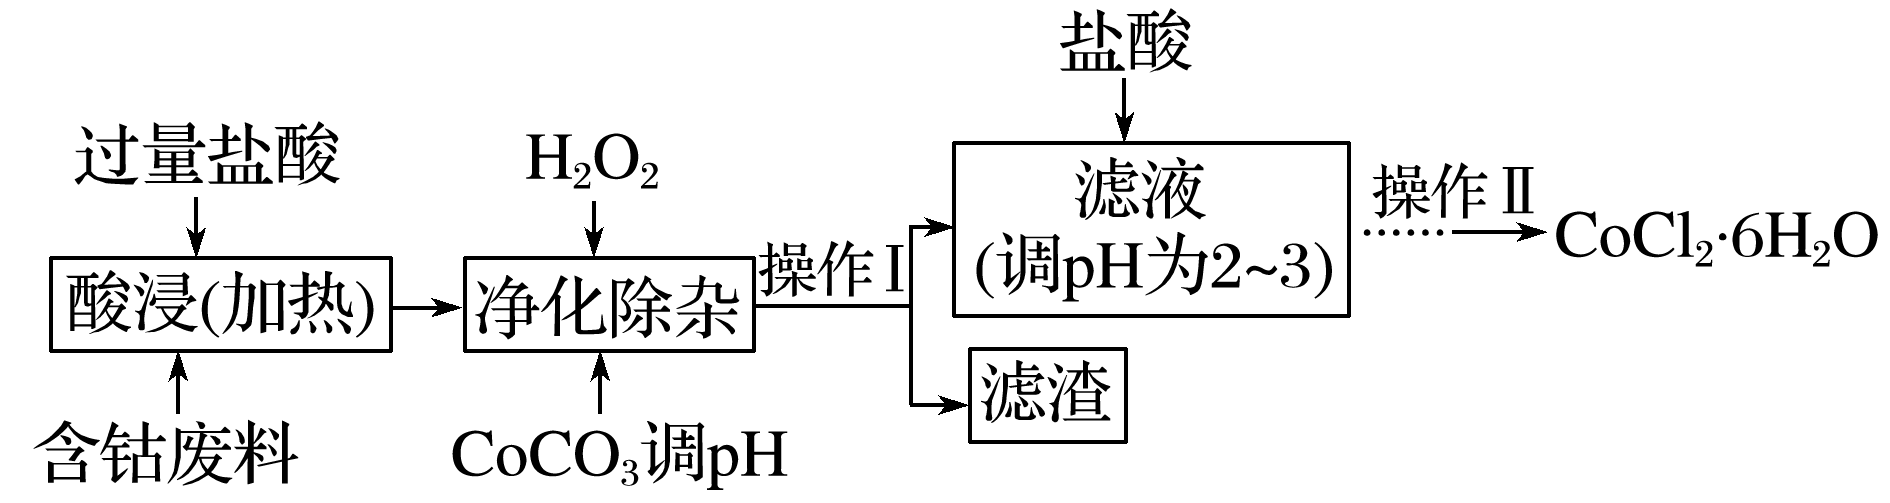 过量盐酸
含钴废料
酸浸(加热)
H₂O₂
净化除杂
CoCO₃调pH
操作Ⅰ
盐酸
滤液
(调pH为2~3)
滤渣
操作Ⅱ
CoCl₂·6H₂O